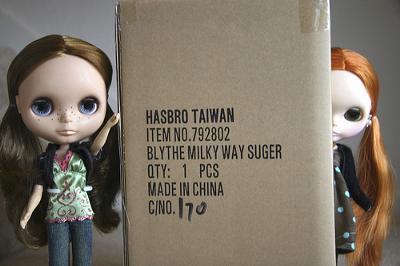 HASBRO TAIWAN
ITEM NO.792802
BLYTHE MILKY WAY SUGER
QTY: 1 PCS
MADE IN CHINA
C/NO. 170